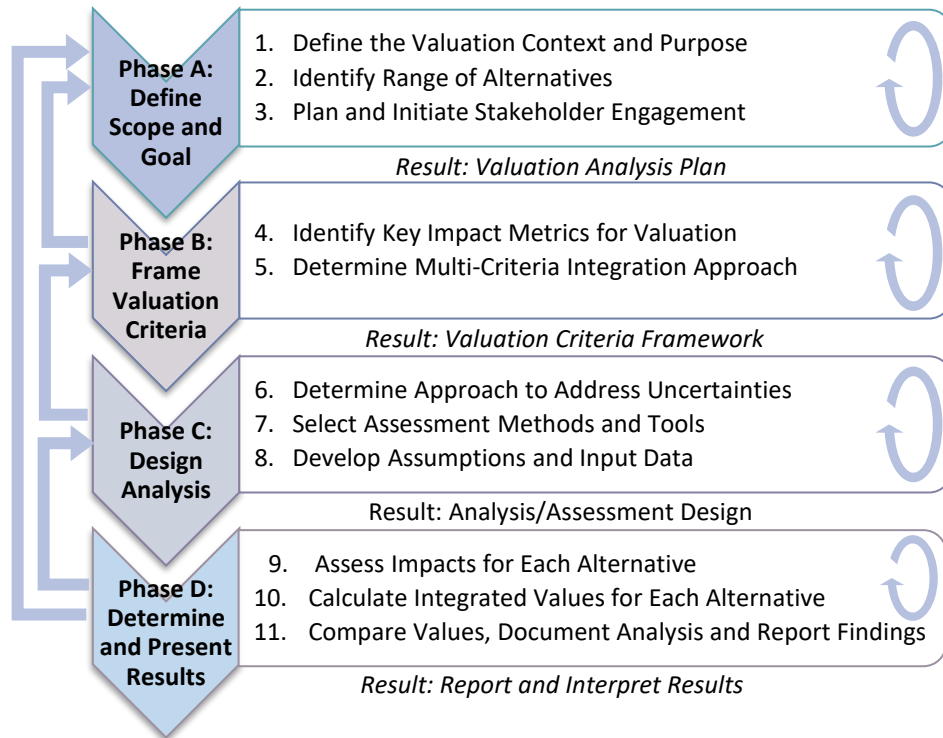 Phase A:
Define
Scope and
Goal
1. Define the Valuation Context and Purpose
2. Identify Range of Alternatives
3. Plan and Initiate Stakeholder Engagement
Result: Valuation Analysis Plan
Phase B:
Frame
Valuation
Criteria
4. Identify Key Impact Metrics for Valuation
5. Determine Multi-Criteria Integration Approach
Result: Valuation Criteria Framework
Phase C:
Design
Analysis
6. Determine Approach to Address Uncertainties
7. Select Assessment Methods and Tools
8. Develop Assumptions and Input Data
Result: Analysis/Assessment Design
Phase D:
Determine
and Present
Results
9. Assess Impacts for Each Alternative
10. Calculate Integrated Values for Each Alternative
11. Compare Values, Document Analysis and Report Findings
Result: Report and Interpret Results